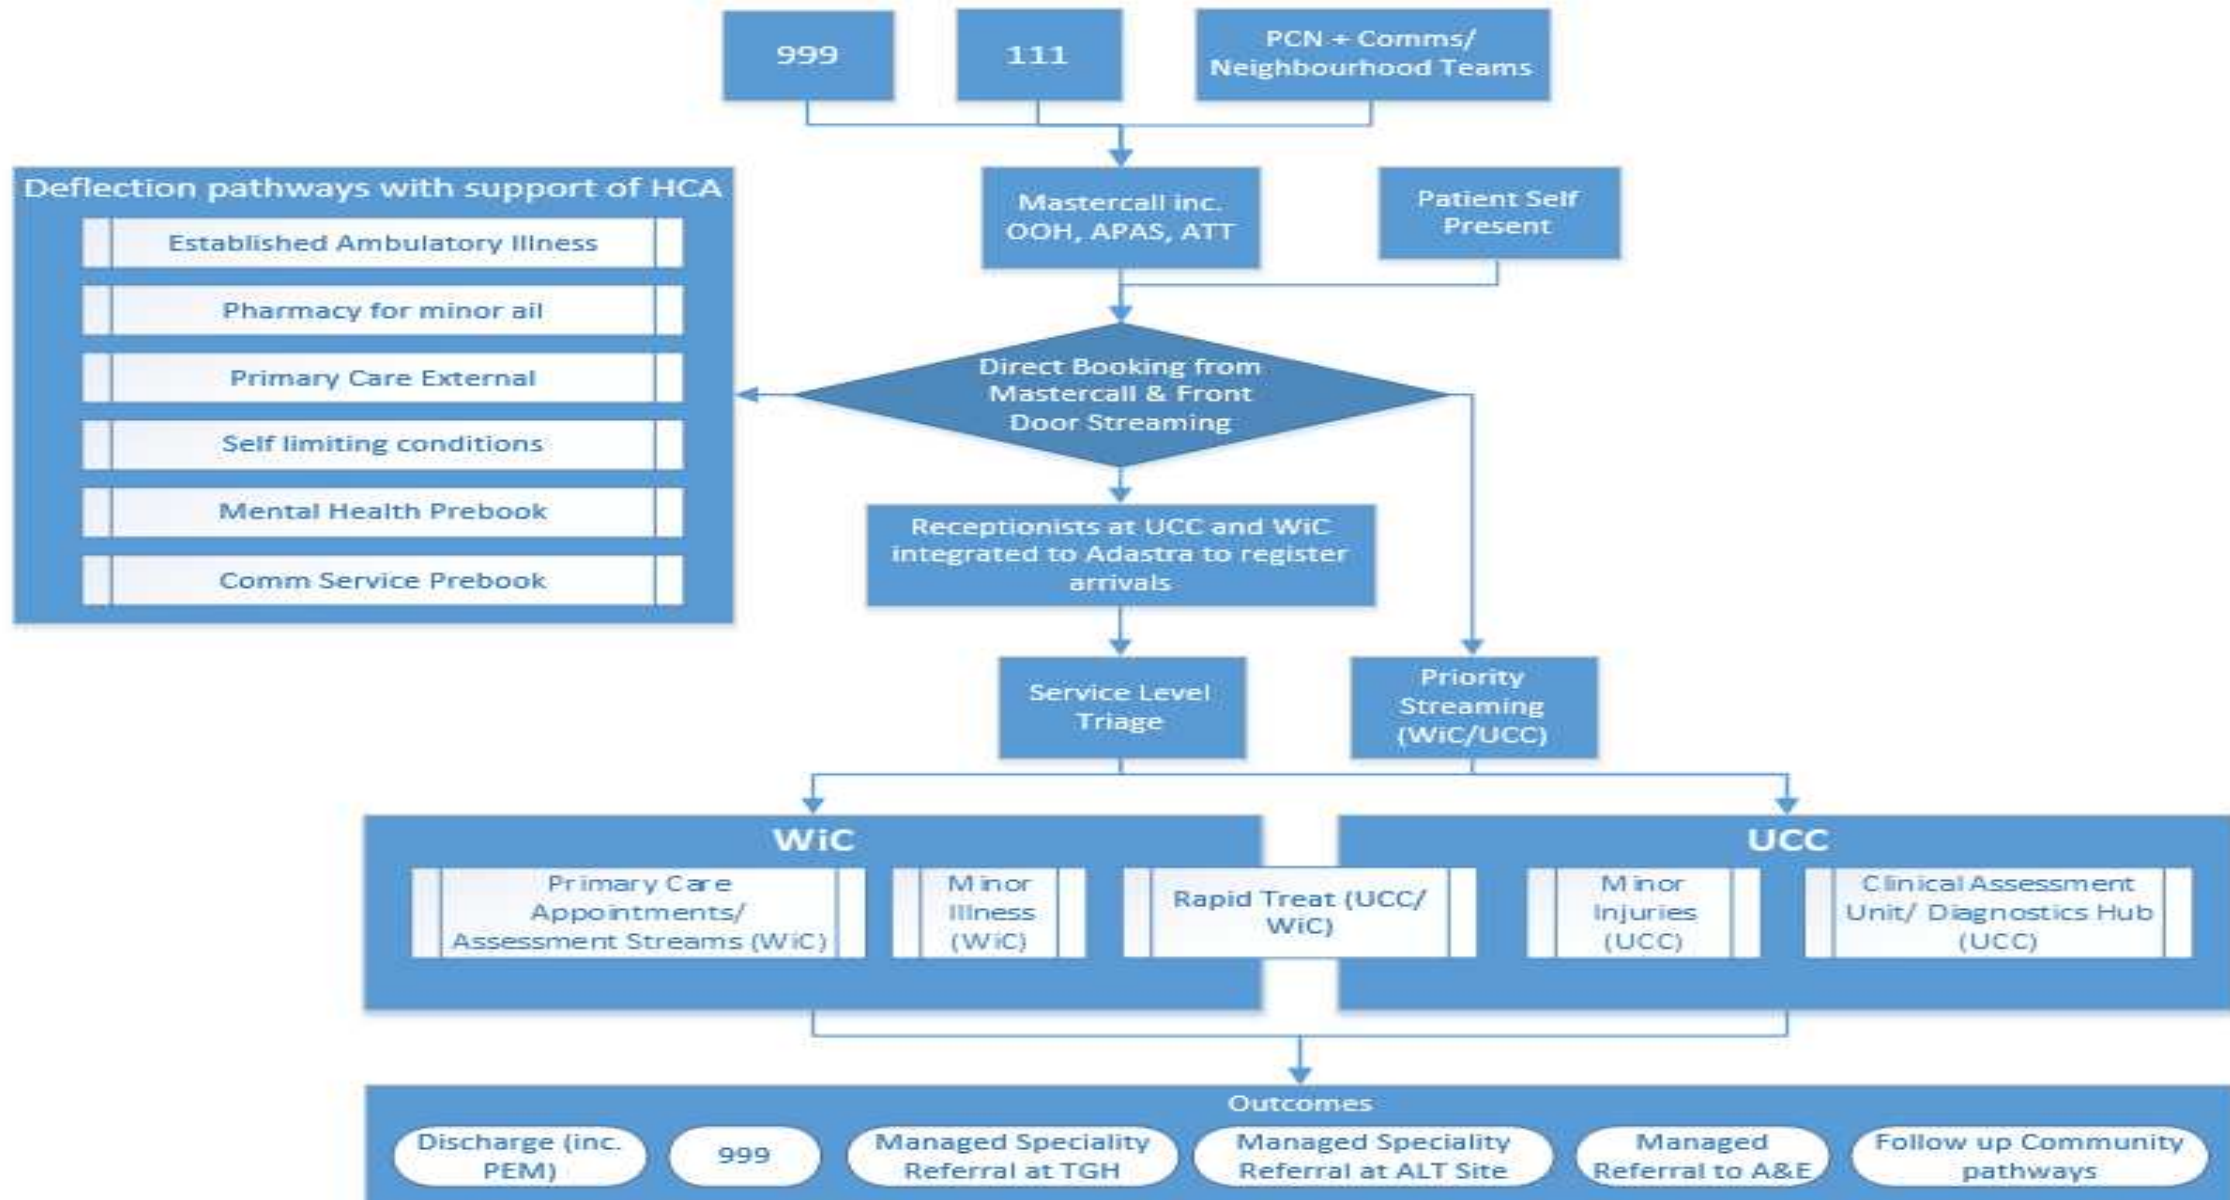 999
111
PCN + Comms/
Neighbourhood Teams
Deflection pathways with support of HCA
Established Ambulatory Illness
Pharmacy for minor ail
Primary Care External
Self limiting conditions
Mental Health Prebook
Comm Service Prebook
Mastercall inc.
OOH, APAS, ATT
Patient Self
Present
Direct Booking from
Mastercall & Front
Door Streaming
Receptionists at UCC and WiC
integrated to Adastra to register
arrivals
Service Level
Triage
Priority
Streaming
(WiC/UCC)
WiC
Primary Care
Appointments/
Assessment Streams (WiC)
Minor
Illness
(WiC)
Rapid Treat (UCC/
WiC)
UCC
Minor
Injuries
(UCC)
Clinical Assessment
Unit/ Diagnostics Hub
(UCC)
Outcomes
Discharge (inc.
PEM)
999
Managed Speciality
Referral at TGH
Managed Speciality
Referral at ALT Site
Managed
Referral to A&E
Follow up Community
pathways